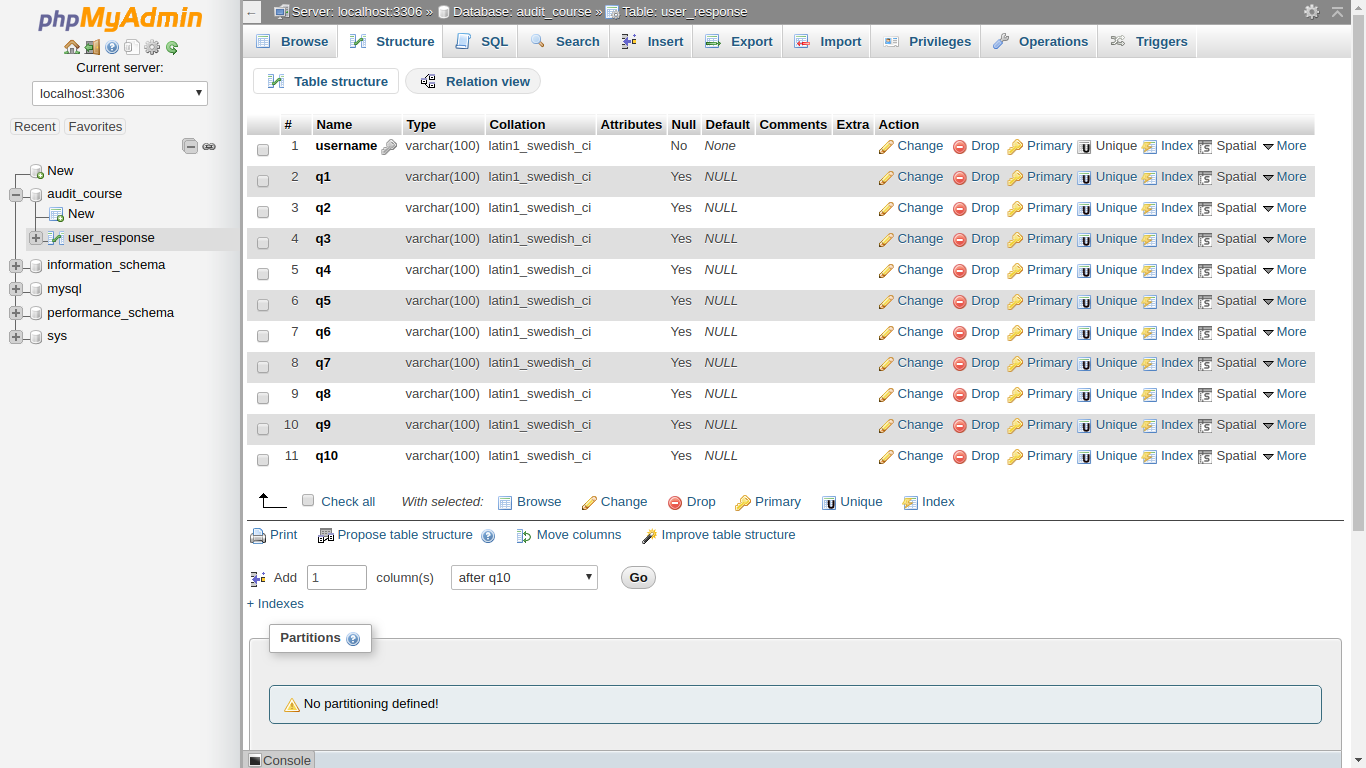 phpMyAdmin
Current server:
localhost:3306
Recent Favorites
New
audit_course
New
user_response
information_schema
mysql
performance_schema
sys
Server: localhost:3306 » Database: audit_course » Table: user_response
Browse Structure SQL Search Insert Export Import Privileges Operations Triggers
Table structure Relation view
# Name Type Collation Attributes Null Default Comments Extra Action
1 username varchar(100) latin1_swedish_ci No None Change Drop Primary Unique Index Spatial More
2 q1 varchar(100) latin1_swedish_ci Yes NULL Change Drop Primary Unique Index Spatial More
3 q2 varchar(100) latin1_swedish_ci Yes NULL Change Drop Primary Unique Index Spatial More
4 q3 varchar(100) latin1_swedish_ci Yes NULL Change Drop Primary Unique Index Spatial More
5 q4 varchar(100) latin1_swedish_ci Yes NULL Change Drop Primary Unique Index Spatial More
6 q5 varchar(100) latin1_swedish_ci Yes NULL Change Drop Primary Unique Index Spatial More
7 q6 varchar(100) latin1_swedish_ci Yes NULL Change Drop Primary Unique Index Spatial More
8 q7 varchar(100) latin1_swedish_ci Yes NULL Change Drop Primary Unique Index Spatial More
9 q8 varchar(100) latin1_swedish_ci Yes NULL Change Drop Primary Unique Index Spatial More
10 q9 varchar(100) latin1_swedish_ci Yes NULL Change Drop Primary Unique Index Spatial More
11 q10 varchar(100) latin1_swedish_ci Yes NULL Change Drop Primary Unique Index Spatial More
Check all With selected: Browse Change Drop Primary Unique Index
Print Propose table structure Move columns Improve table structure
Add 1 column(s) after q10 Go
+ Indexes
Partitions
No partitioning defined!
Console